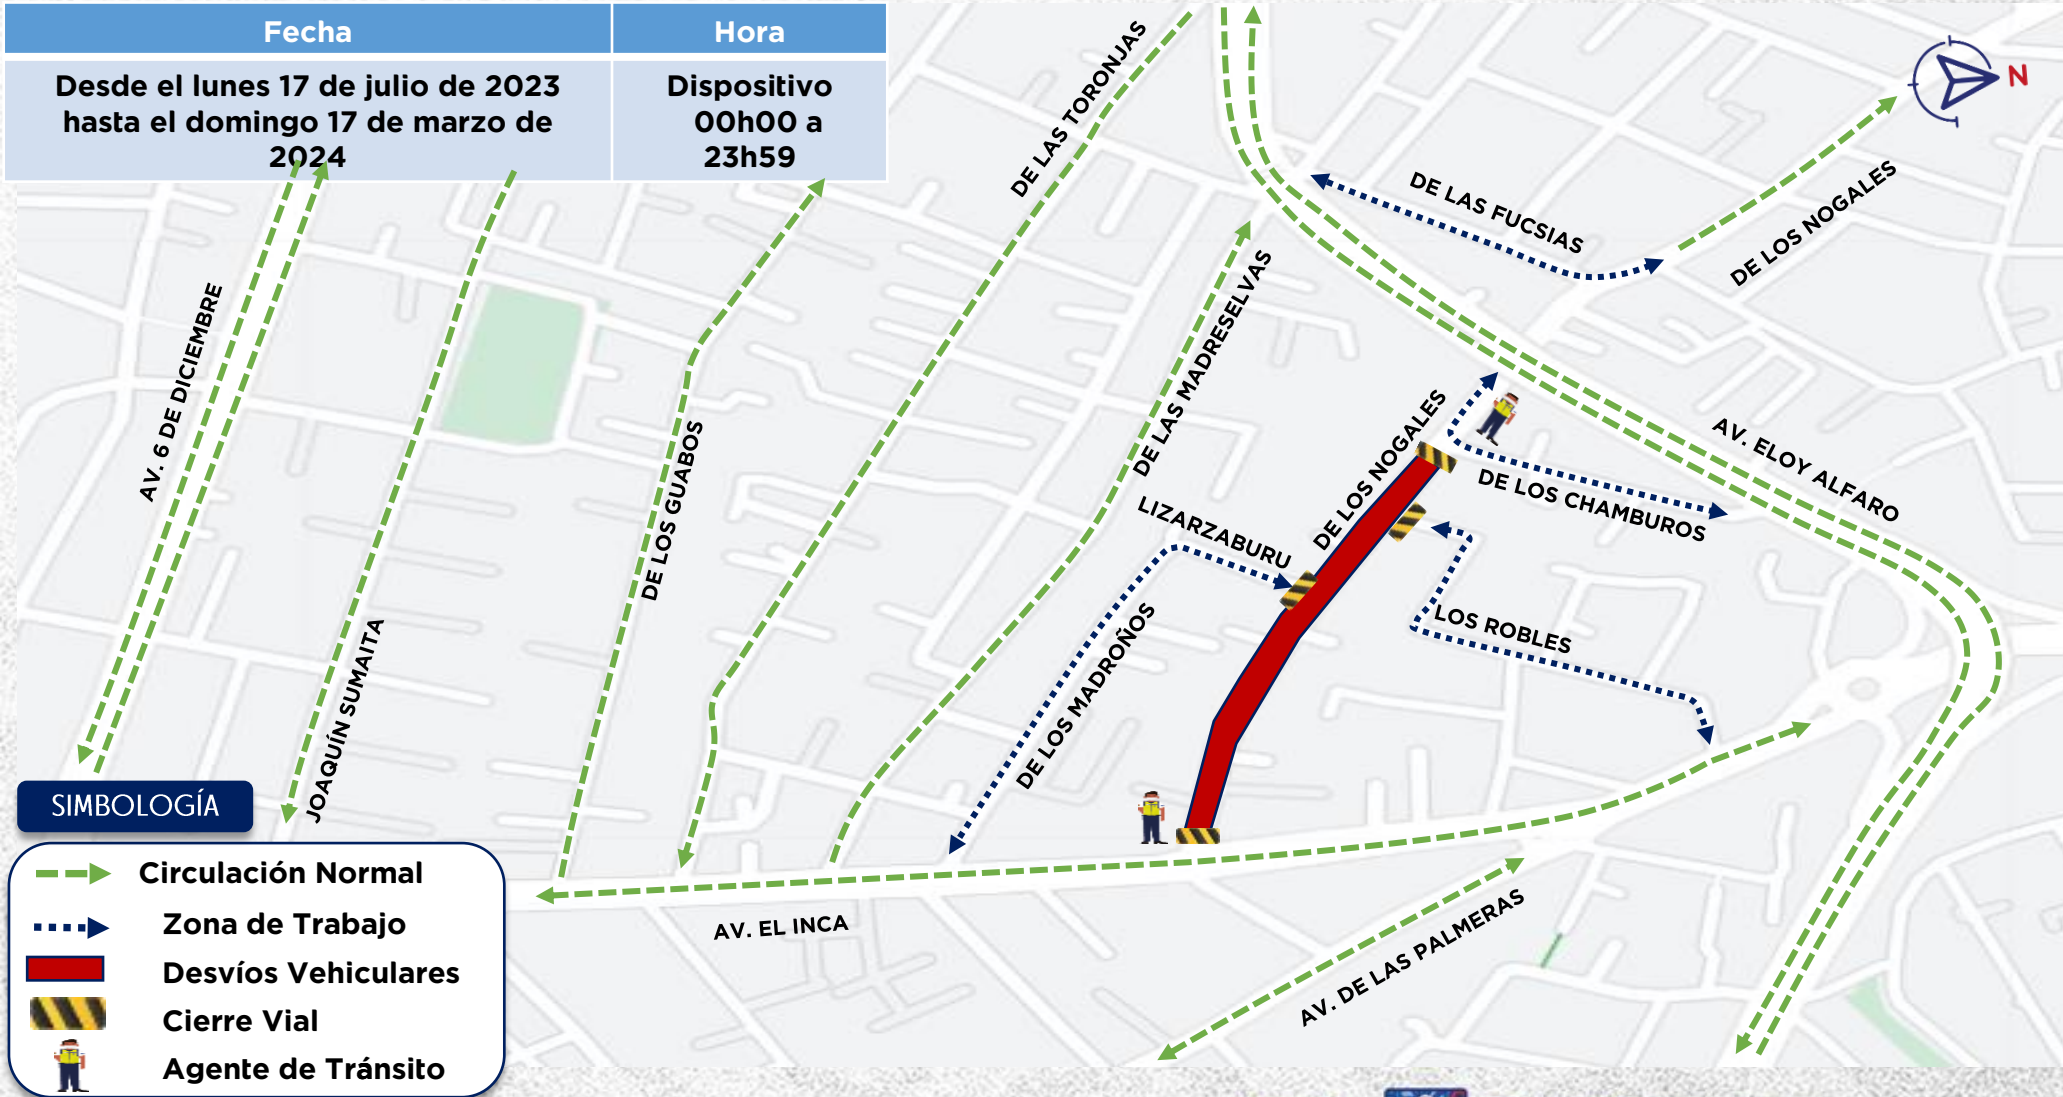 Fecha
Hora
Desde el lunes 17 de julio de 2023
hasta el domingo 17 de marzo de
2024
Dispositivo
00h00 a
23h59
N
DE LAS TORONJAS
DE LAS FUCSIAS
DE LOS NOGALES
AV. 6 DE DICIEMBRE
DE LAS MADRESELVAS
DE LOS NOGALES
AV. ELOY ALFARO
DE LOS GUABOS
DE LOS CHAMBUROS
LIZARZABURU
LOS ROBLES
DE LOS MADROÑOS
JOAQUÍN SUMAITA
AV. EL INCA
AV. DE LAS PALMERAS
SIMBOLOGÍA
Circulación Normal
Zona de Trabajo
Desvíos Vehiculares
Cierre Vial
Agente de Tránsito